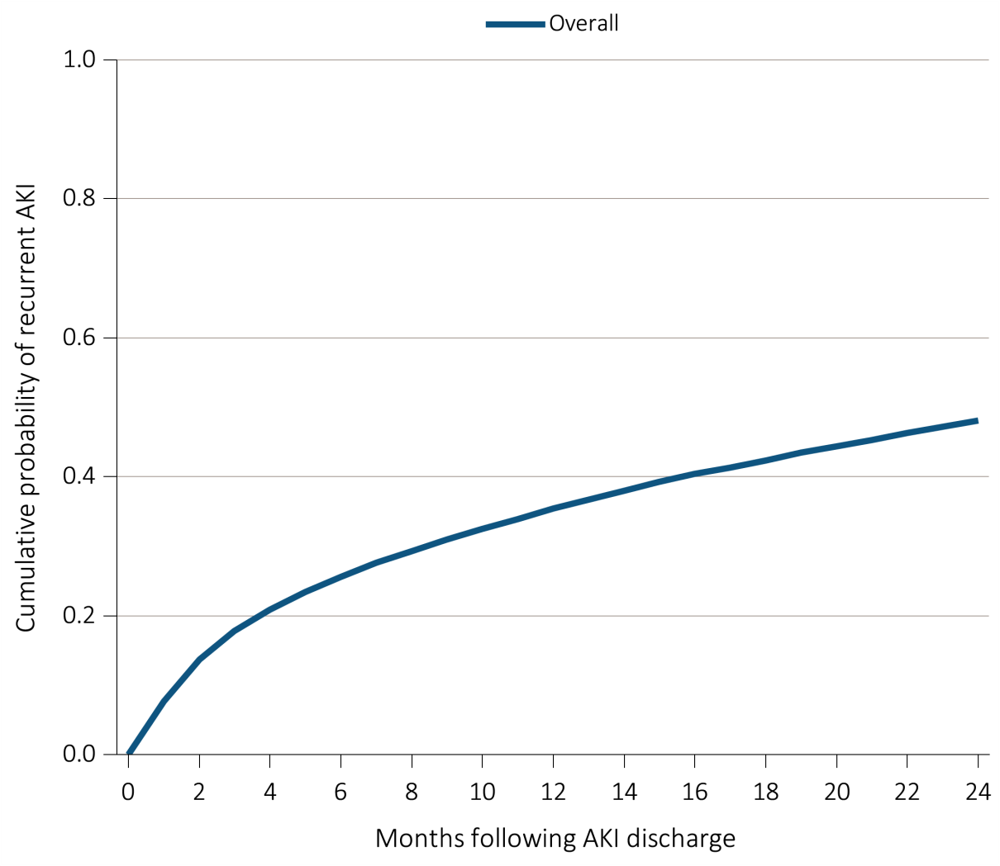 Overall
1.0
0.8
0.6
0.4
0.2
0.0
Cumulative probability of recurrent AKI
0 2 4 6 8 10 12 14 16 18 20 22 24
Months following AKI discharge